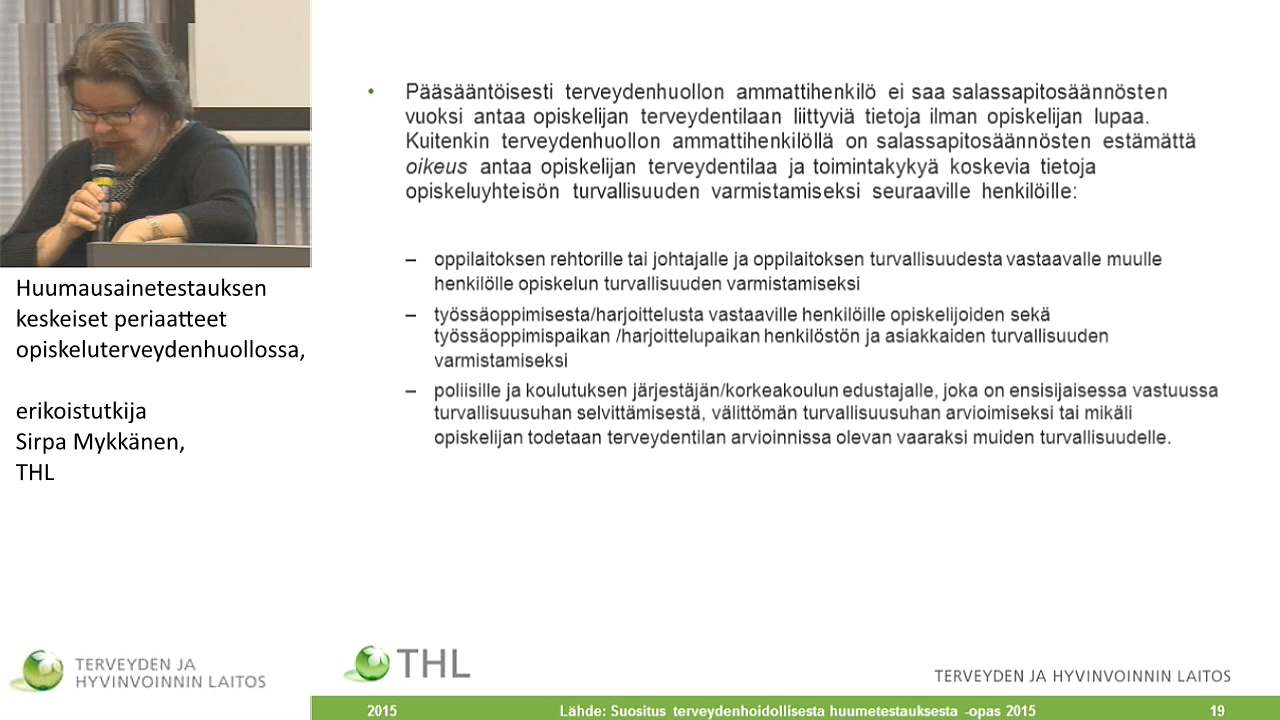 Huumausainetestauksen
keskeiset periaatteet
opiskeluterveydenhuollossa,
erikoistutkija
Sirpa Mykkänen,
THL
TERVEYDEN JA
HYVINVOINNIN LAITOS
• Pääsääntöisesti terveydenhuollon ammattihenkilö ei saa salassapitosäännösten
vuoksi antaa opiskelijan terveydentilaan liittyviä tietoja ilman opiskelijan lupaa.
Kuitenkin terveydenhuollon ammattihenkilöllä on salassapitosäännösten estämättä
oikeus antaa opiskelijan terveydentilaa ja toimintakykyä koskevia tietoja
opiskeluyhteisön turvallisuuden varmistamiseksi seuraaville henkilöille:
– oppilaitoksen rehtorille tai johtajalle ja oppilaitoksen turvallisuudesta vastaavalle muulle
henkilölle opiskelun turvallisuuden varmistamiseksi
– työssäoppimisesta/harjoittelusta vastaaville henkilöille opiskelijoiden sekä
työssäoppimispaikan /harjoittelupaikan henkilöstön ja asiakkaiden turvallisuuden
varmistamiseksi
– poliisille ja koulutuksen järjestäjän/korkeakoulun edustajalle, joka on ensisijaisessa vastuussa
turvallisuusuhan selvittämisestä, välittömän turvallisuusuhan arvioimiseksi tai mikäli
opiskelijan todetaan terveydentilan arvioinnissa olevan vaaraksi muiden turvallisuudelle.
THL
TERVEYDEN JA HYVINVOINNIN LAITOS
2015 Lähde: Suositus terveydenhoidollisesta huumetestauksesta -opas 2015 19